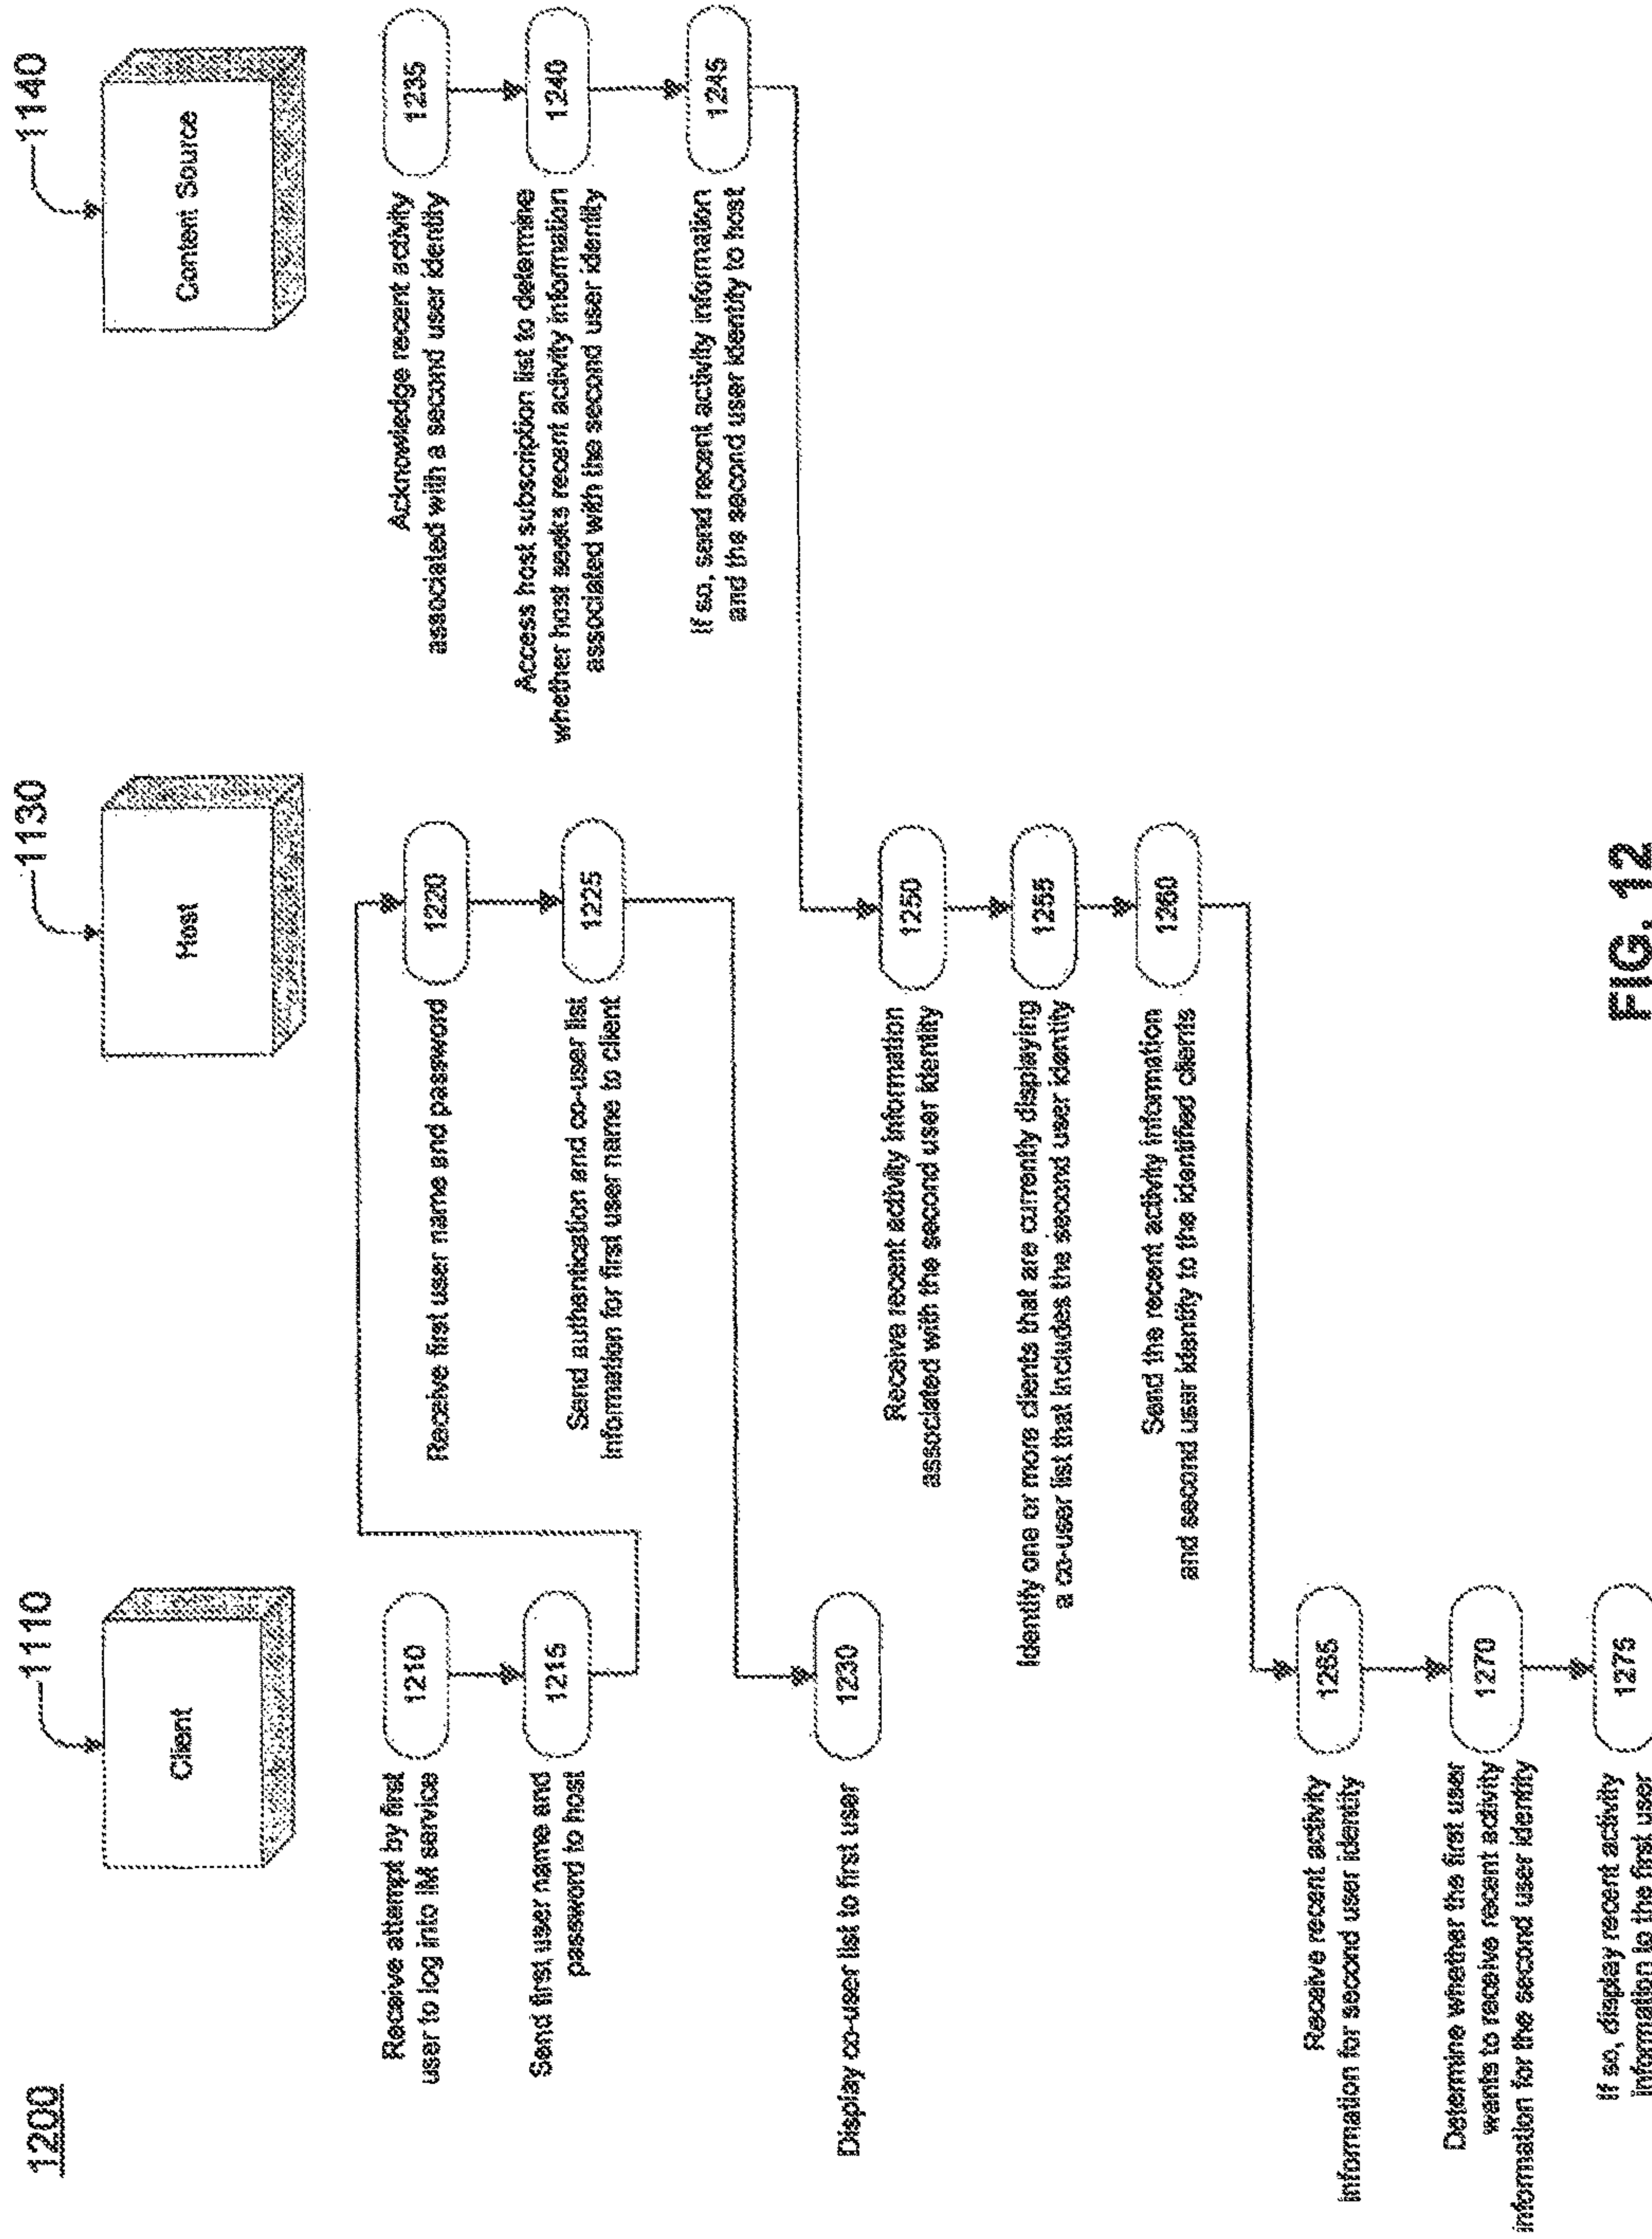 1200
1110
Client
1130
Host
1140
Content Source
Receive attempt by first
user to log into IM service
1210
Send first user name and
password to host
1215
Receive first user name and password
1220
Send authentication and co-user list
information for first user name to client
1225
Display co-user list to first user
1230
Acknowledge recent activity
associated with a second user identity
1235
Access host subscription list to determine
whether host seeks recent activity information
associated with the second user identity
1240
If so, send recent activity information
and the second user identity to host
1245
Receive recent activity information
associated with the second user identity
1250
Identify one or more clients that are currently displaying
a co-user list that includes the second user identity
1255
Send the recent activity information
and second user identity to the identified clients
1260
Receive recent activity
information for second user identity
1265
Determine whether the first user
wants to receive recent activity
information for the second user identity
1270
If so, display recent activity
information to the first user
1275
FIG. 12